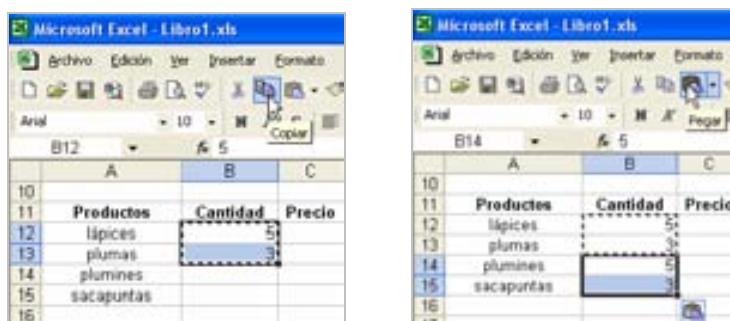 Microsoft Excel - Libro1.xls
Archivo Edición Ver Insertar Formato
Arial 10 N K
Copiar
B12 fx 5
A B C
10
11 Productos Cantidad Precio
12 lápices 5
13 plumas 3
14 plumines
15 sacapuntas
16
Microsoft Excel - Libro1.xls
Archivo Edición Ver Insertar Formato
Arial 10 N K
Pegar
B14 fx 5
A B C
10
11 Productos Cantidad Precio
12 lápices 5
13 plumas 3
14 plumines 5
15 sacapuntas 3
16